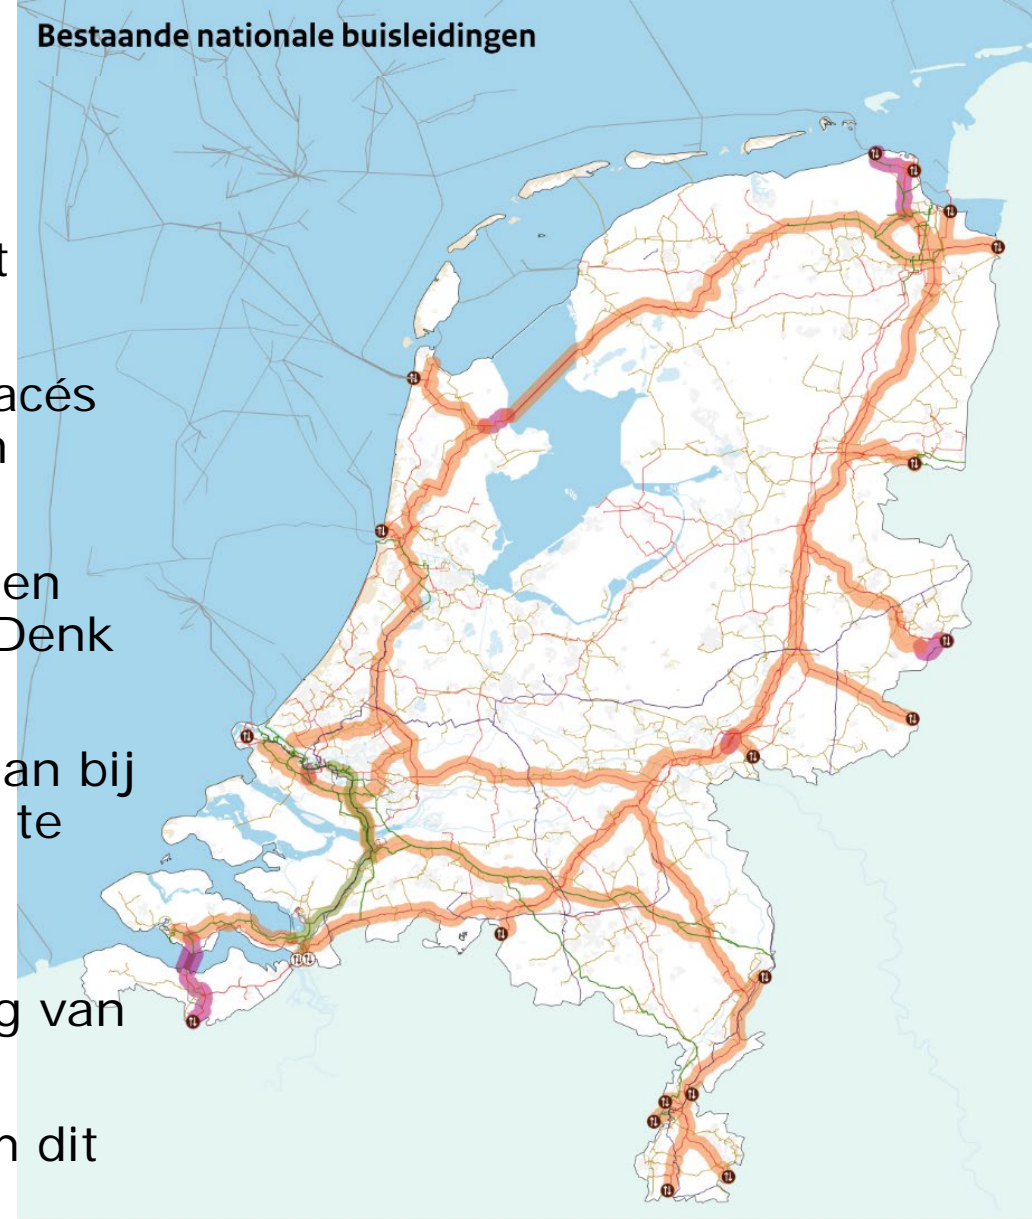 Bestaande nationale buisleidingen
t
acés
n
en
Denk
an bij
te
g van
n dit